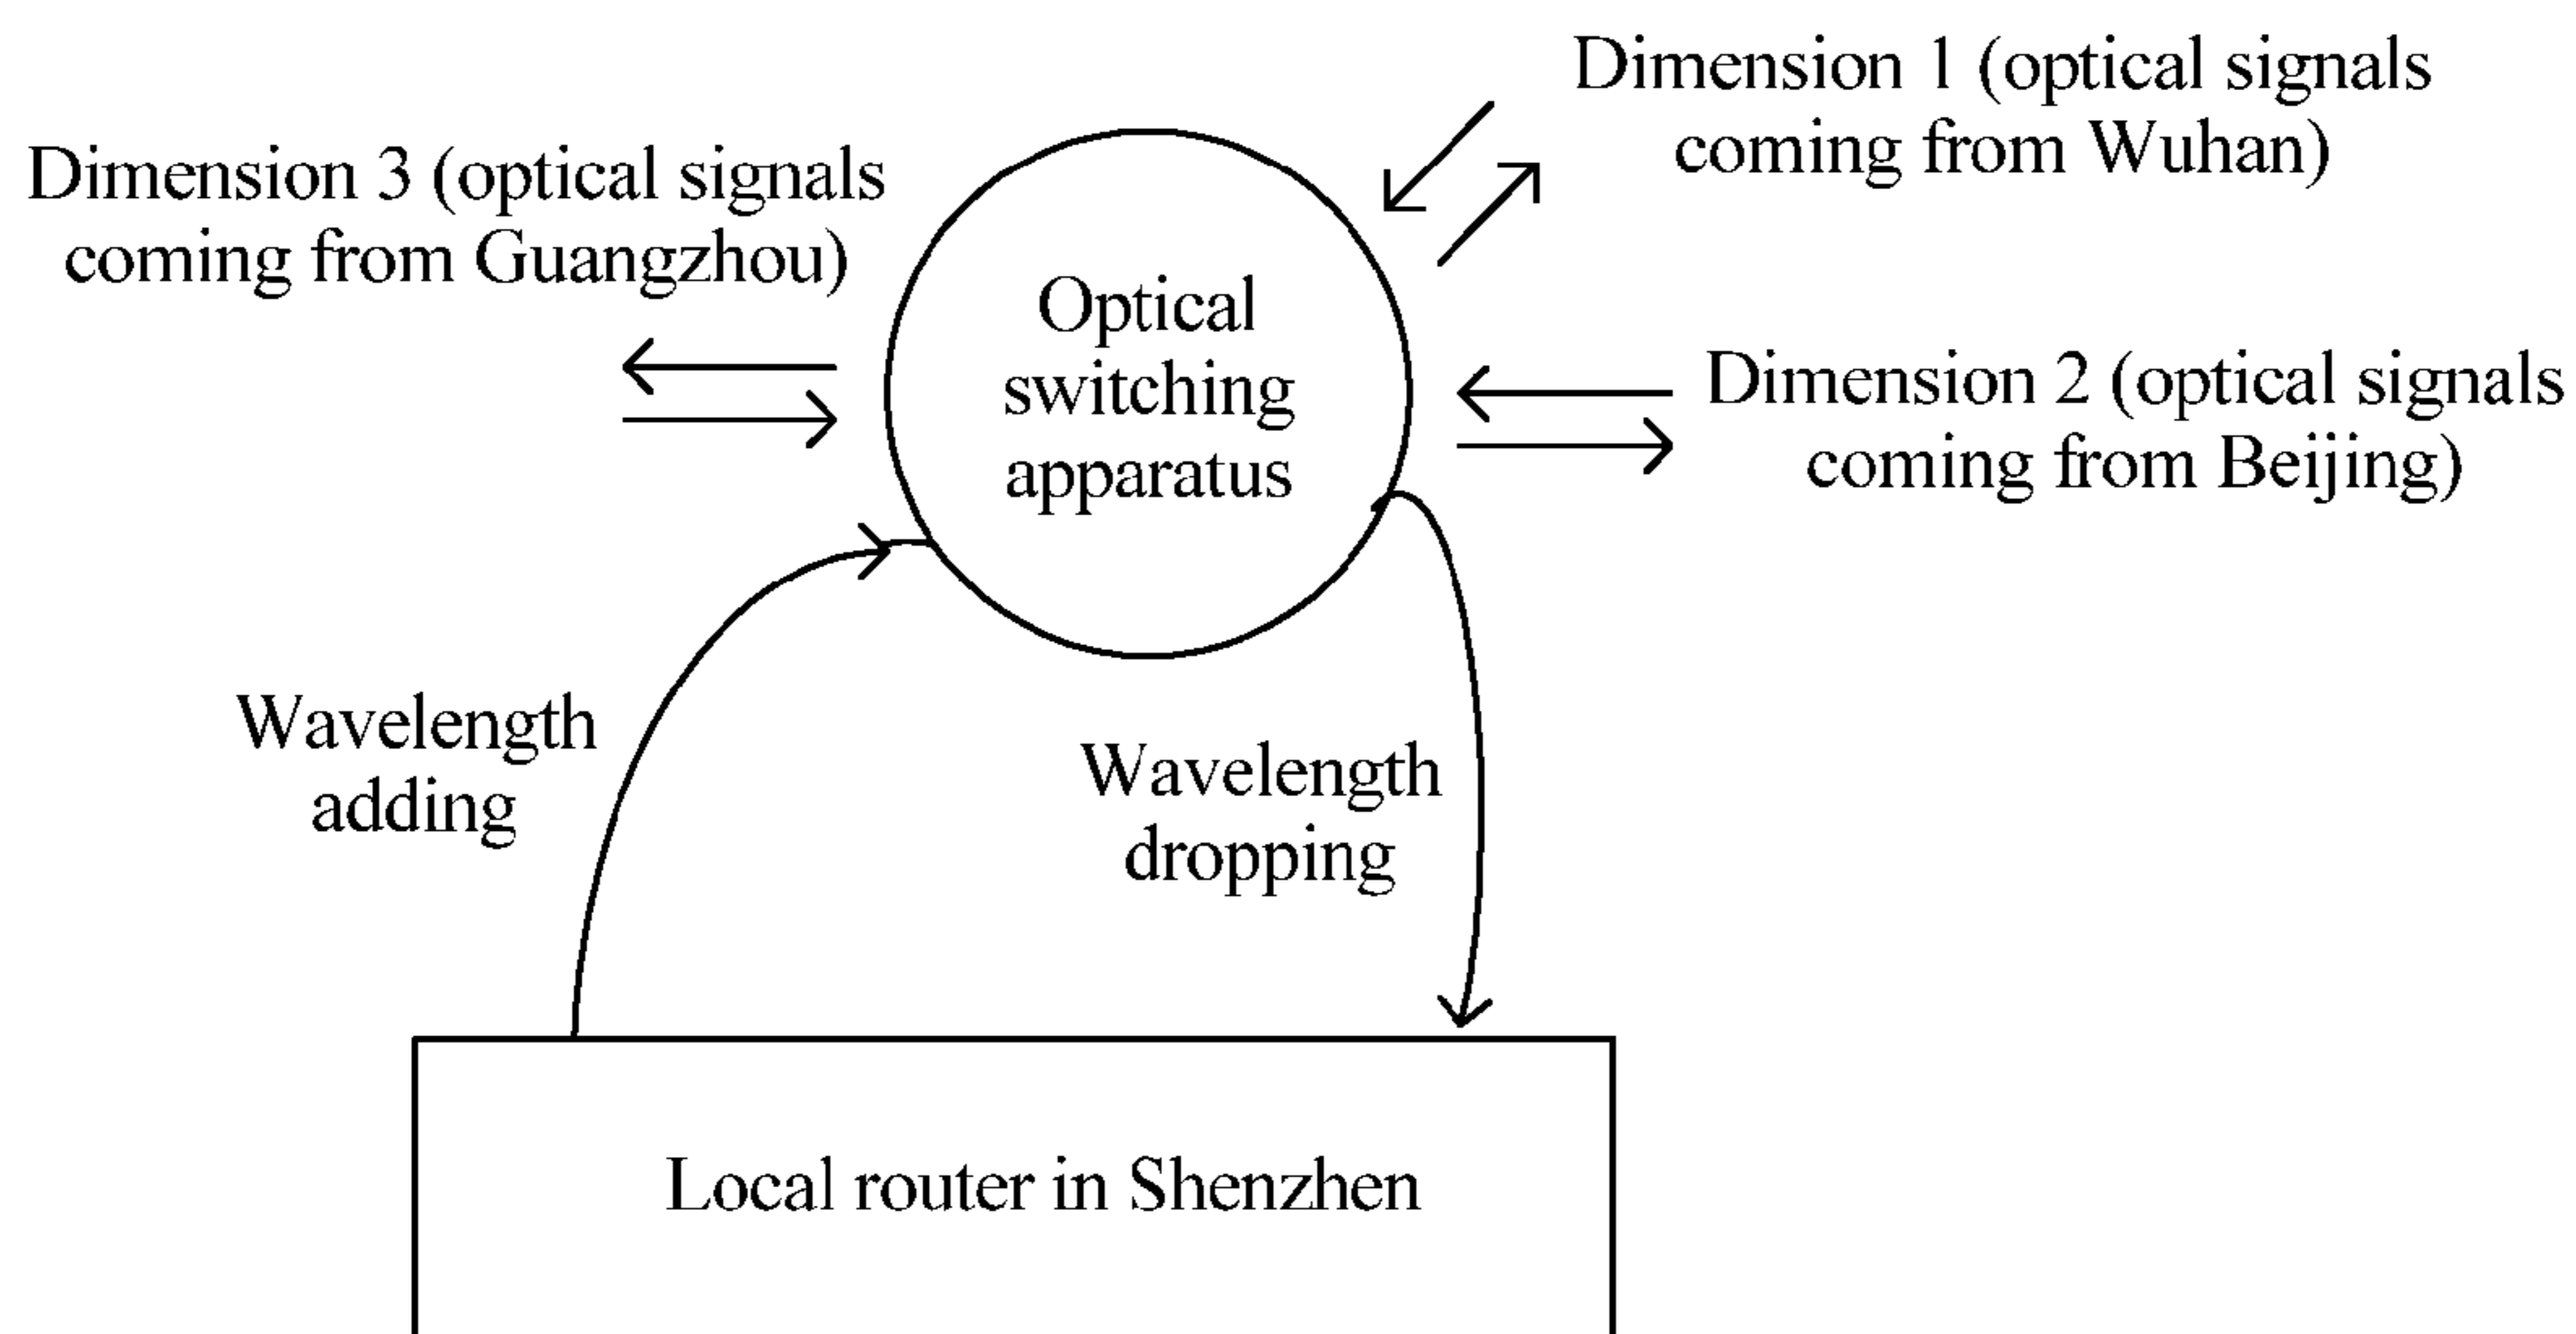 Dimension 1 (optical signals
coming from Wuhan)
Dimension 3 (optical signals
coming from Guangzhou)
Optical
switching
apparatus
Dimension 2 (optical signals
coming from Beijing)
Wavelength
adding
Wavelength
dropping
Local router in Shenzhen